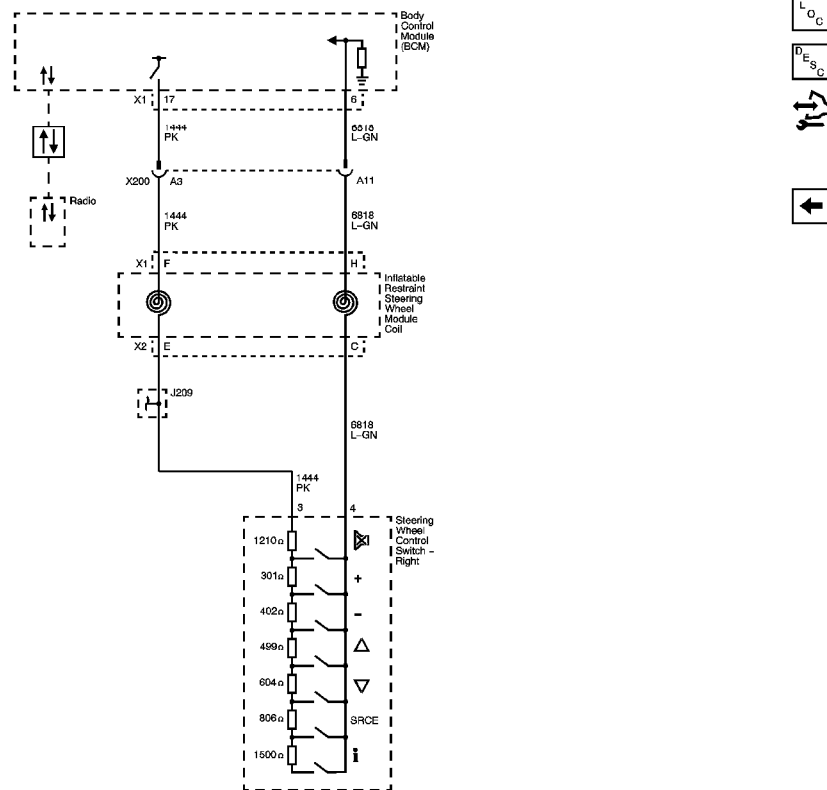 Body
Control
Module
(BCM)
L
O
C
D
E
S
C
X1 17
6
1444
PK
6818
L-GN
X200 A3
A11
Radio
1444
PK
6818
L-GN
X1 F
H
Inflatable
Restraint
Steering
Wheel
Module
Coil
X2 E
C
J209
6818
L-GN
1444
PK
3
4
Steering
Wheel
Control
Switch –
Right
1210Ω
301Ω
+
402Ω
–
499Ω
604Ω
806Ω
SRCE
1500Ω
i